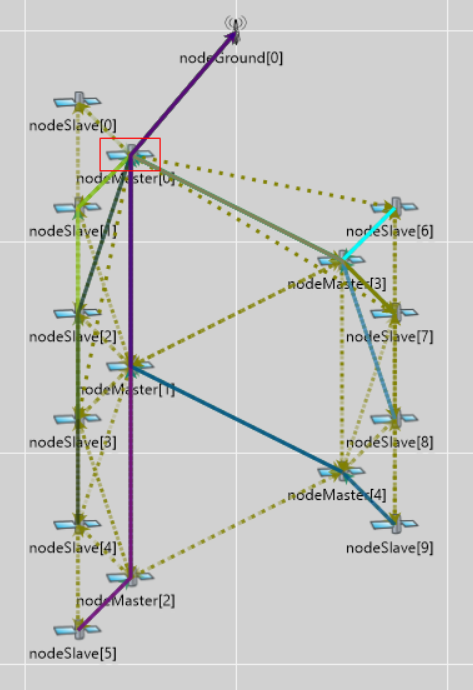 nodeGround[0]
nodeSlave[0]
nodeMaster[0]
nodeSlave[1]
nodeSlave[6]
nodeMaster[3]
nodeSlave[2]
nodeSlave[7]
nodeMaster[1]
nodeSlave[3]
nodeSlave[8]
nodeMaster[4]
nodeSlave[4]
nodeSlave[9]
nodeMaster[2]
nodeSlave[5]